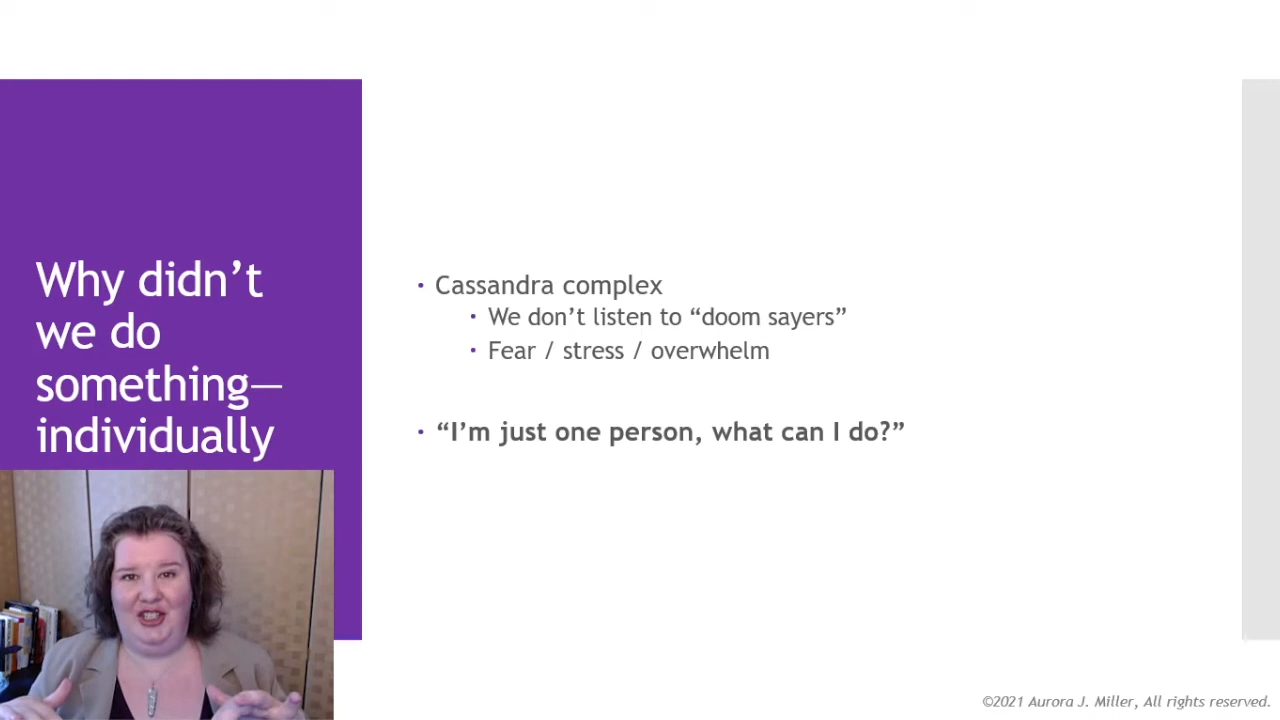 Why didn’t
we do
something—
individually
• Cassandra complex
• We don’t listen to “doom sayers”
• Fear / stress / overwhelm
• “I’m just one person, what can I do?”
©2021 Aurora J. Miller, All rights reserved.